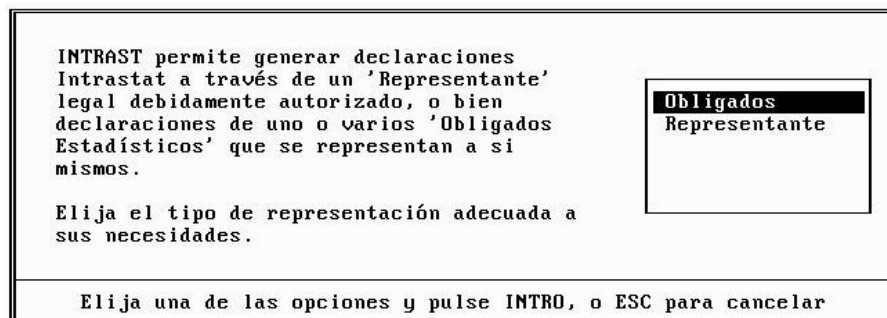 INTRAST permite generar declaraciones
Intrastat a través de un 'Representante'
legal debidamente autorizado, o bien
declaraciones de uno o varios 'Obligados
Estadísticos' que se representan a si
mismos.
Elija el tipo de representación adecuada a
sus necesidades.
Obligados
Representante
Elija una de las opciones y pulse INTRO, o ESC para cancelar